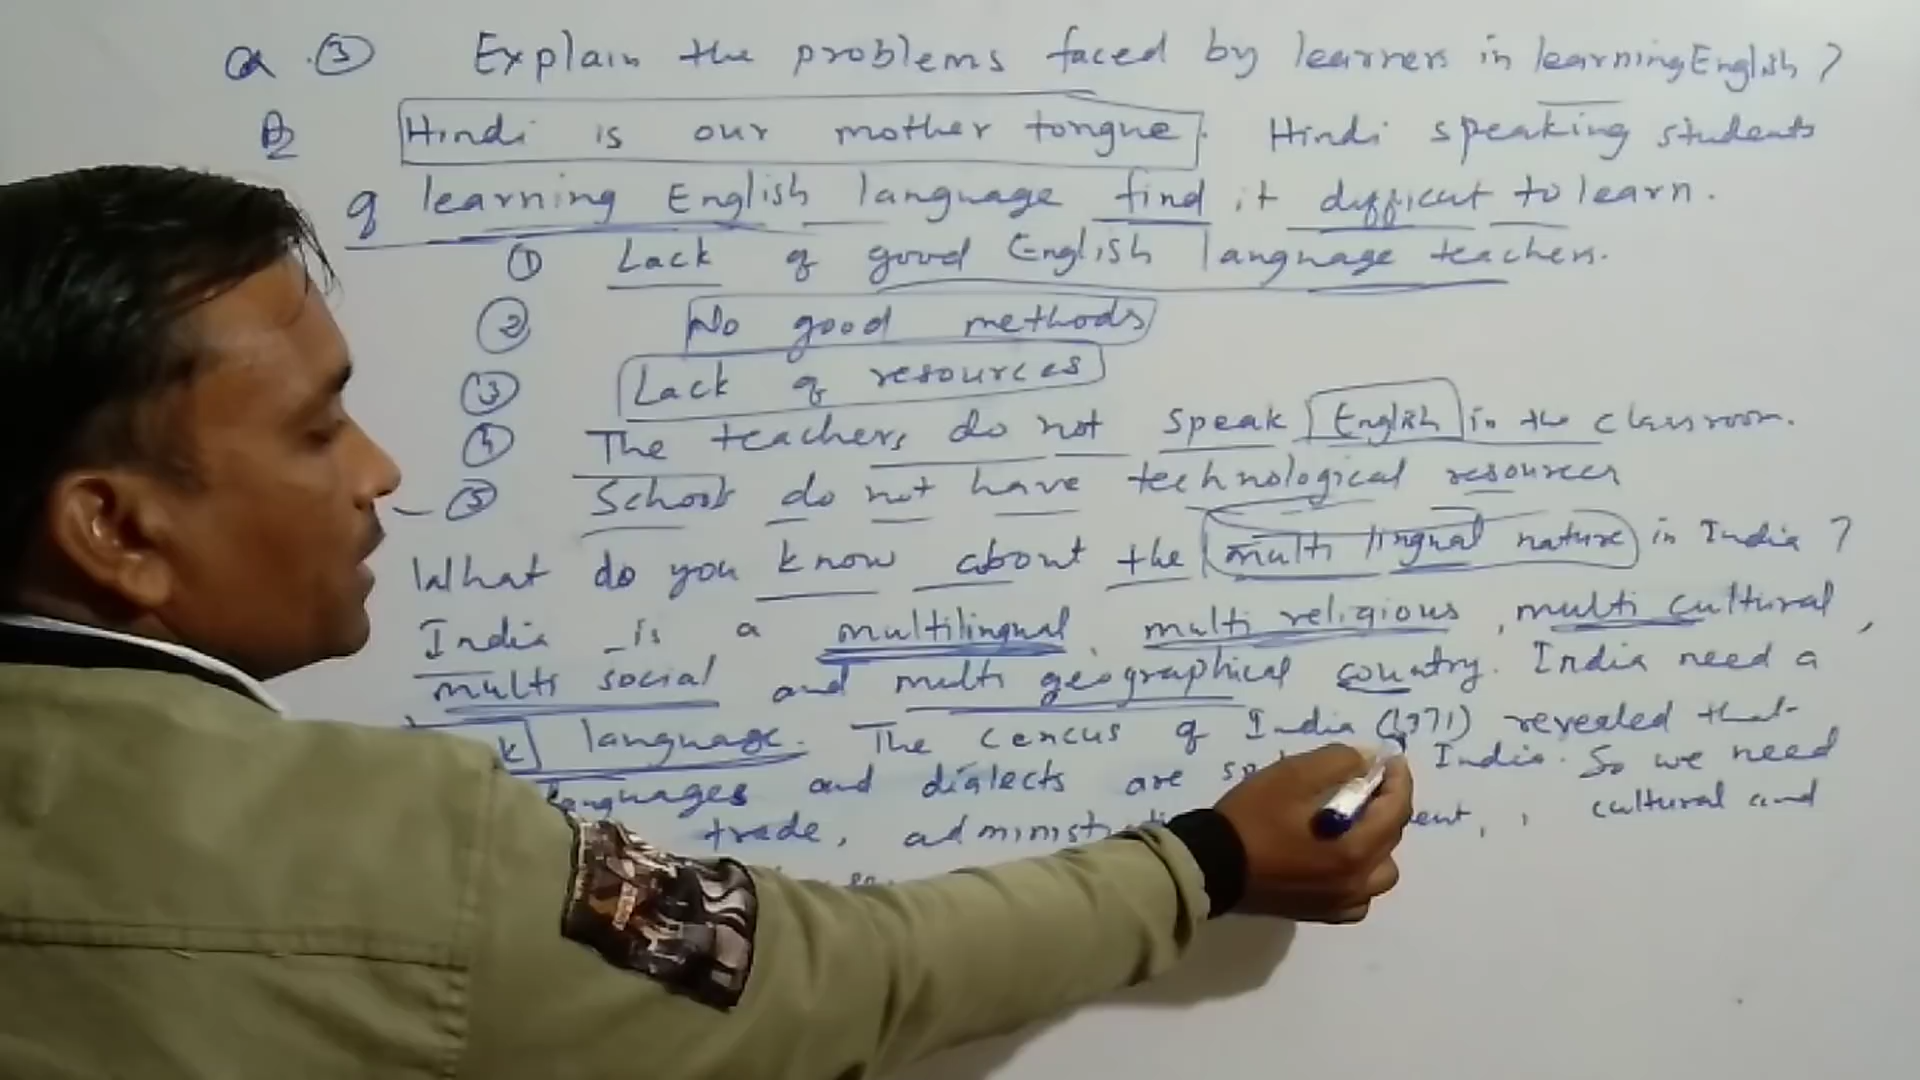 Q. ③ Explain the problems faced by learners in learning English?
Hindi is our mother tongue. Hindi speaking students
of learning English language find it difficult to learn.
① Lack of good English language teachers.
② No good methods
③ Lack of resources
④ The teachers do not speak English in the classroom.
⑤ Schools do not have technological resources
What do you know about the multi lingual nature in India?
India is a multilingual, multi religious, multi cultural,
multi social and multi geographical country. India need a
language. The cencus of India (1971) revealed that
languages and dialects are India. So we need
trade, cultural and